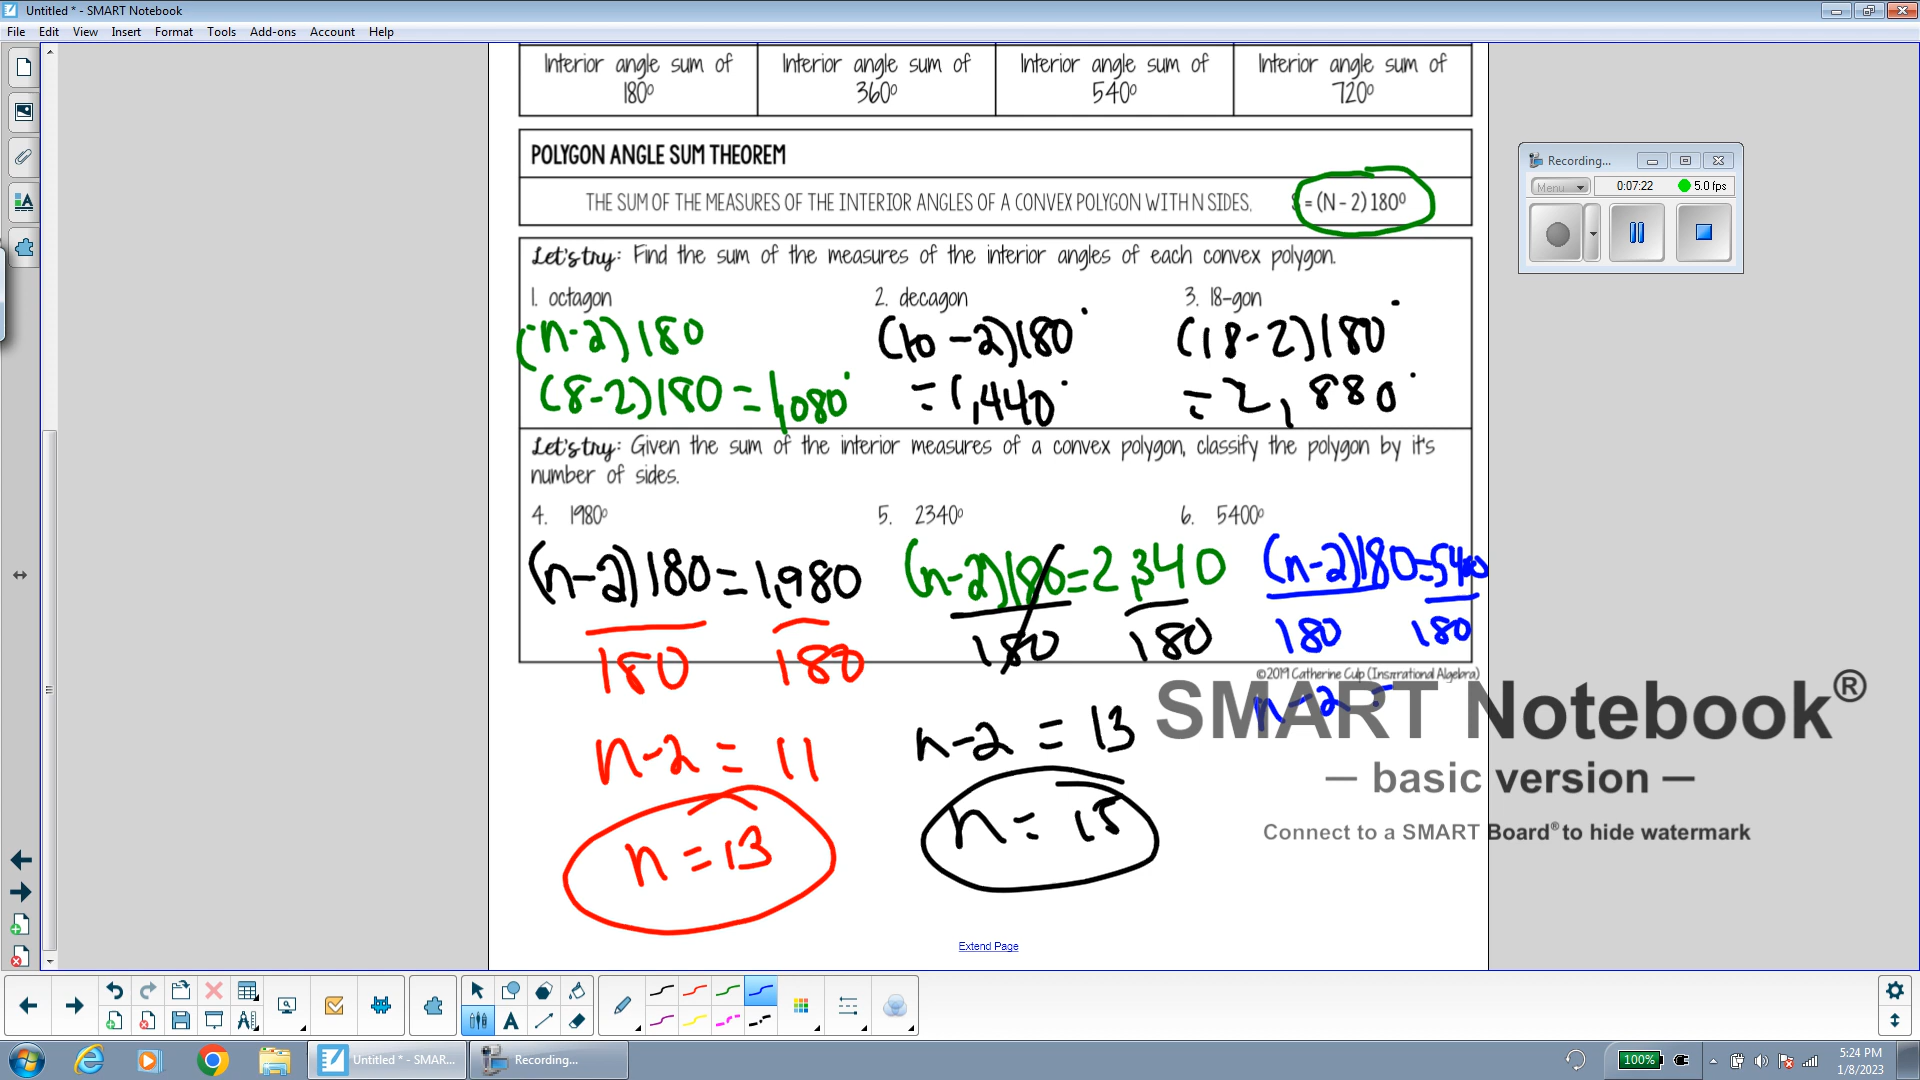 Untitled * - SMART Notebook
File Edit View Insert Format Tools Add-ons Account Help
Interior angle sum of 180° Interior angle sum of 360° Interior angle sum of 540° Interior angle sum of 720°
POLYGON ANGLE SUM THEOREM
THE SUM OF THE MEASURES OF THE INTERIOR ANGLES OF A CONVEX POLYGON WITH N SIDES. S = (N - 2) 180°
Let's try: Find the sum of the measures of the interior angles of each convex polygon.
1. octagon 2. decagon 3. 18-gon
(n-2)180 (10-2)180° (18-2)180°
(8-2)180 = 1,080° = 1,440° = 2,880°
Let's try: Given the sum of the interior measures of a convex polygon, classify the polygon by it's
number of sides.
4. 1980° 5. 2340° 6. 5400°
(n-2)180 = 1,980 (n-2)180 = 2,340 (n-2)180 = 5400
180 180 180 180 180 180
©2019 Catherine Culp (Inspirational Algebra)
n-2 = 11 n-2 = 13 n-2 =
n = 13 n = 15
SMART Notebook®
— basic version —
Connect to a SMART Board® to hide watermark
Extend Page
Recording...
Menu 0:07:22 5.0 fps
Untitled * - SMAR... Recording...
100%
5:24 PM
1/8/2023